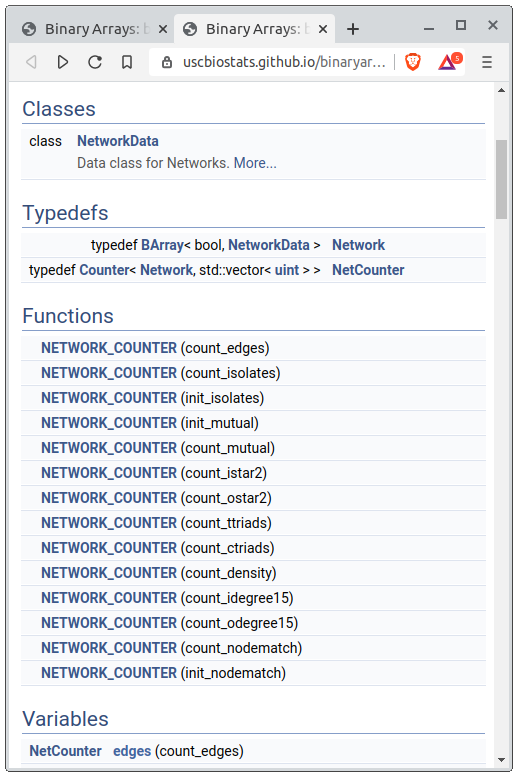 Binary Arrays: b
Binary Arrays: b
uscbiostats.github.io/binaryar...
5
Classes
class NetworkData
Data class for Networks. More...
Typedefs
typedef BArray< bool, NetworkData > Network
typedef Counter< Network, std::vector< uint > > NetCounter
Functions
NETWORK_COUNTER (count_edges)
NETWORK_COUNTER (count_isolates)
NETWORK_COUNTER (init_isolates)
NETWORK_COUNTER (init_mutual)
NETWORK_COUNTER (count_mutual)
NETWORK_COUNTER (count_istar2)
NETWORK_COUNTER (count_ostar2)
NETWORK_COUNTER (count_ttriads)
NETWORK_COUNTER (count_ctriads)
NETWORK_COUNTER (count_density)
NETWORK_COUNTER (count_idegree15)
NETWORK_COUNTER (count_odegree15)
NETWORK_COUNTER (count_nodematch)
NETWORK_COUNTER (init_nodematch)
Variables
NetCounter edges (count_edges)